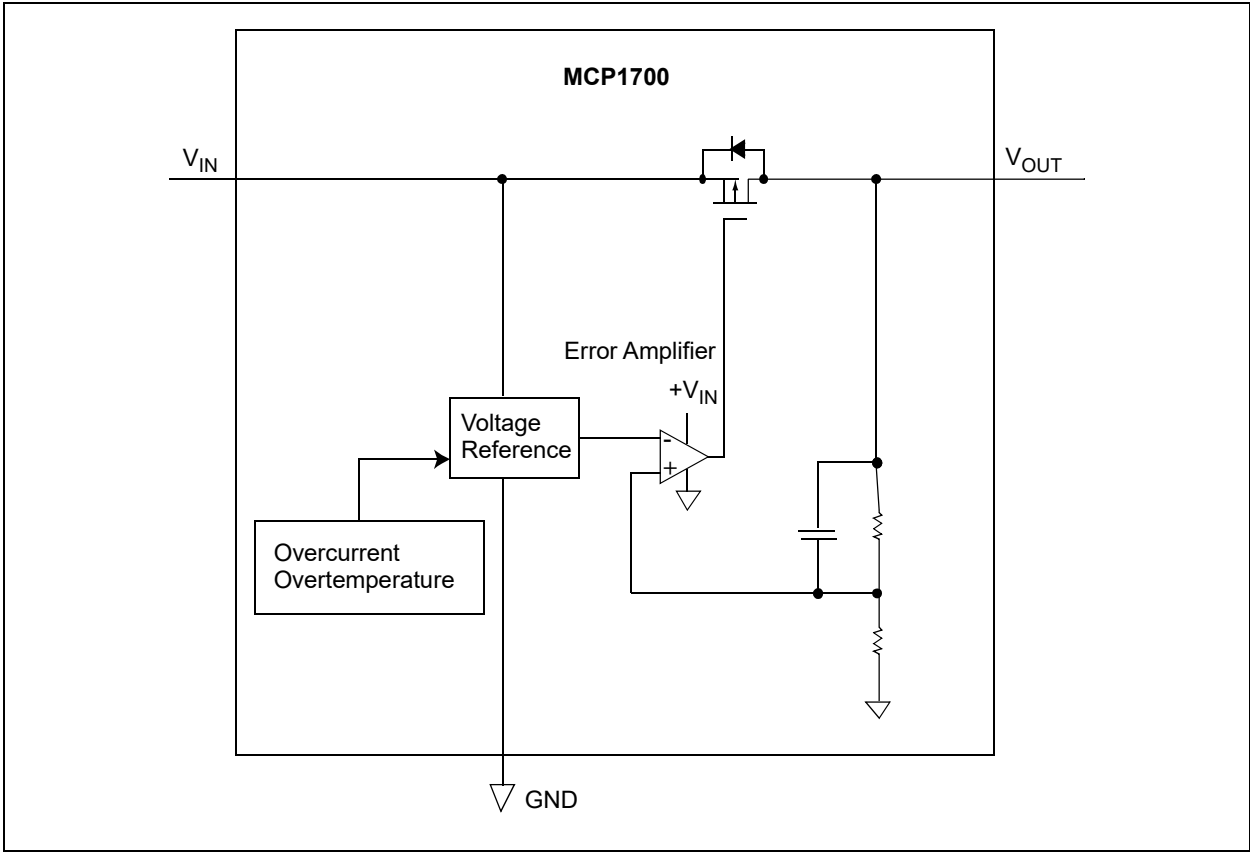 MCP1700
VIN
VOUT
Error Amplifier
+VIN
Voltage
Reference
-
+
Overcurrent
Overtemperature
GND